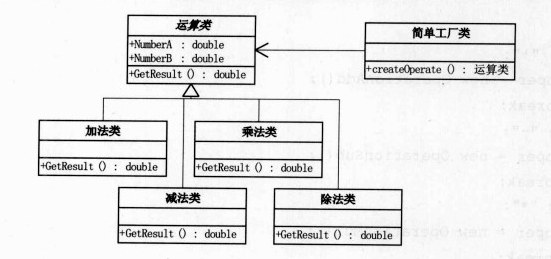 运算类
+NumberA : double
+NumberB : double
+GetResult () : double
简单工厂类
+createOperate () : 运算类
加法类
+GetResult () : double
乘法类
+GetResult () : double
减法类
+GetResult () : double
除法类
+GetResult () : double